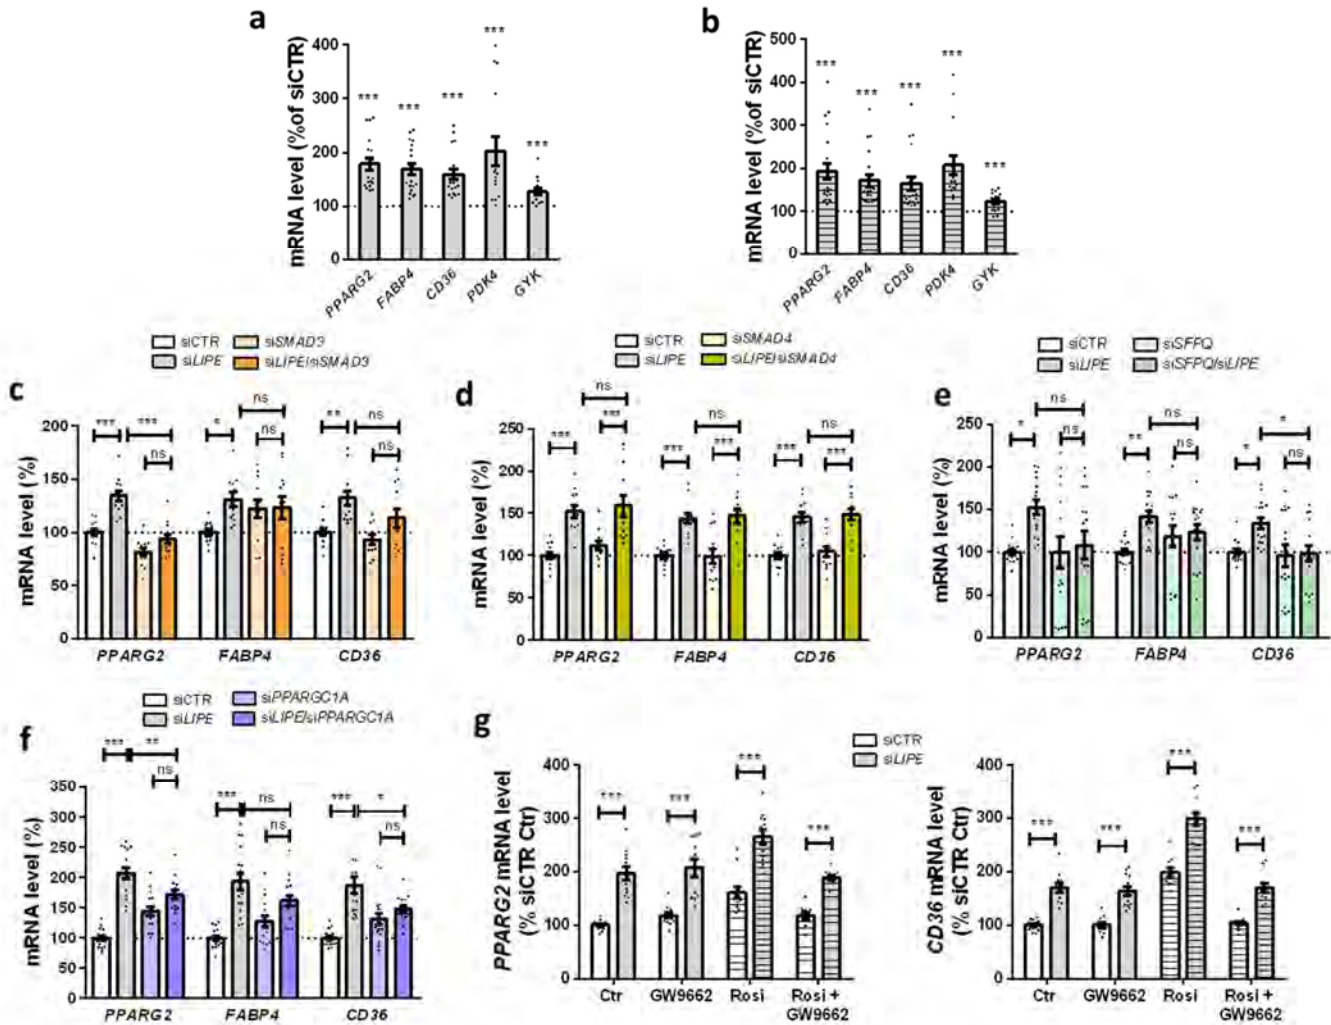 a
mRNA level (%of siCTR)
400
300
200
100
0
***
***
***
***
***
PPARG2
FABP4
CD36
PDK4
GYK
b
mRNA level (% of siCTR)
500
400
300
200
100
0
***
***
***
***
***
PPARG2
FABP4
CD36
PDK4
GYK
c
siCTR
siSMAD3
siLIPE
siLIPE/siSMAD3
mRNA level (%)
200
150
100
50
0
***
***
ns
*
ns
ns
**
ns
ns
PPARG2
FABP4
CD36
d
siCTR
siSMAD4
siLIPE
siLIPE/siSMAD4
mRNA level (%)
250
200
150
100
50
0
***
ns
***
***
ns
***
***
ns
***
PPARG2
FABP4
CD36
e
siCTR
siSFPQ
siLIPE
siSFPQ/siLIPE
mRNA level (%)
250
200
150
100
50
0
*
ns
ns
**
ns
ns
*
*
ns
PPARG2
FABP4
CD36
f
siCTR
siPPARGC1A
siLIPE
siLIPE/siPPARGC1A
mRNA level (%)
350
300
250
200
150
100
50
0
***
**
ns
***
ns
ns
***
*
ns
PPARG2
FABP4
CD36
g
siCTR
siLIPE
PPARG2 mRNA level
(% siCTR Ctr)
400
300
200
100
0
***
***
***
***
Ctr
GW9662
Rosi
Rosi +
GW9662
CD36 mRNA level
(% siCTR Ctr)
400
300
200
100
0
***
***
***
***
Ctr
GW9662
Rosi
Rosi +
GW9662